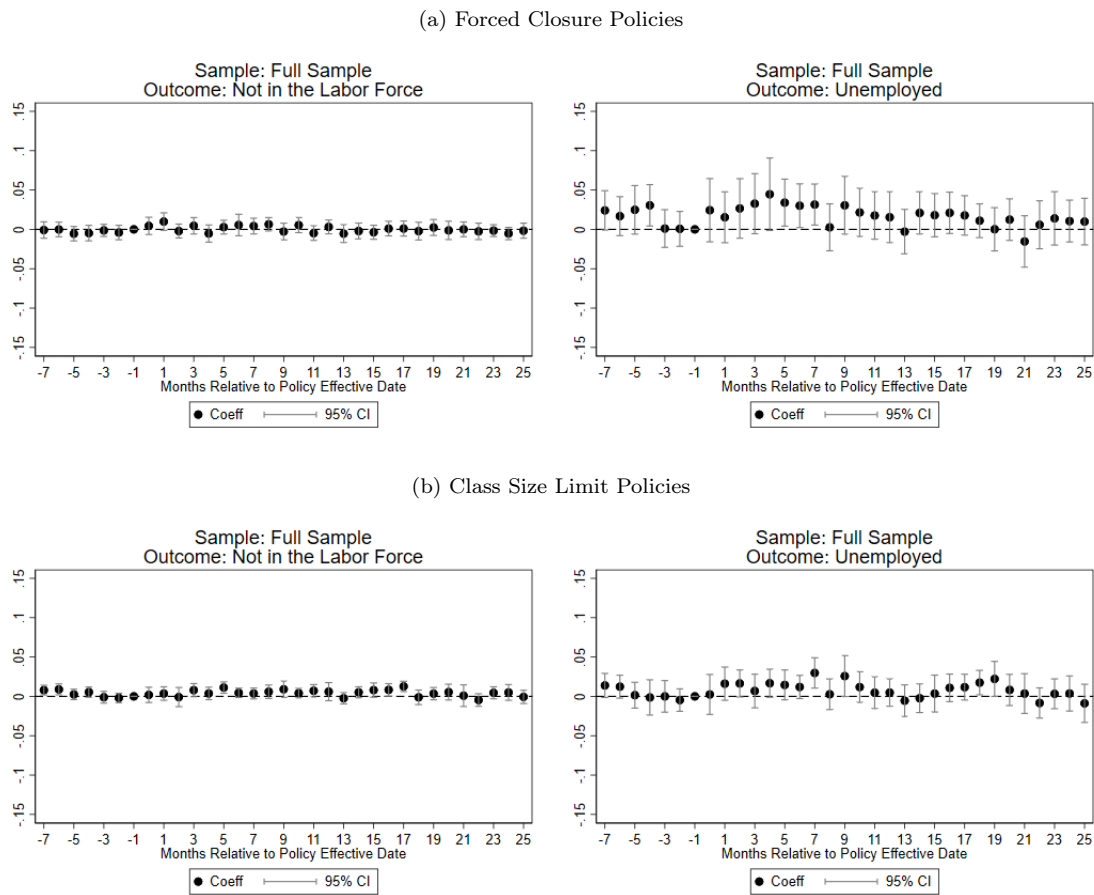 (a) Forced Closure Policies
Sample: Full Sample
Outcome: Not in the Labor Force
.15
.1
.05
0
-.05
-.1
-.15
-7 -5 -3 -1 1 3 5 7 9 11 13 15 17 19 21 23 25
Months Relative to Policy Effective Date
Coeff 95% CI
Sample: Full Sample
Outcome: Unemployed
.15
.1
.05
0
-.05
-.1
-.15
-7 -5 -3 -1 1 3 5 7 9 11 13 15 17 19 21 23 25
Months Relative to Policy Effective Date
Coeff 95% CI
(b) Class Size Limit Policies
Sample: Full Sample
Outcome: Not in the Labor Force
.15
.1
.05
0
-.05
-.1
-.15
-7 -5 -3 -1 1 3 5 7 9 11 13 15 17 19 21 23 25
Months Relative to Policy Effective Date
Coeff 95% CI
Sample: Full Sample
Outcome: Unemployed
.15
.1
.05
0
-.05
-.1
-.15
-7 -5 -3 -1 1 3 5 7 9 11 13 15 17 19 21 23 25
Months Relative to Policy Effective Date
Coeff 95% CI